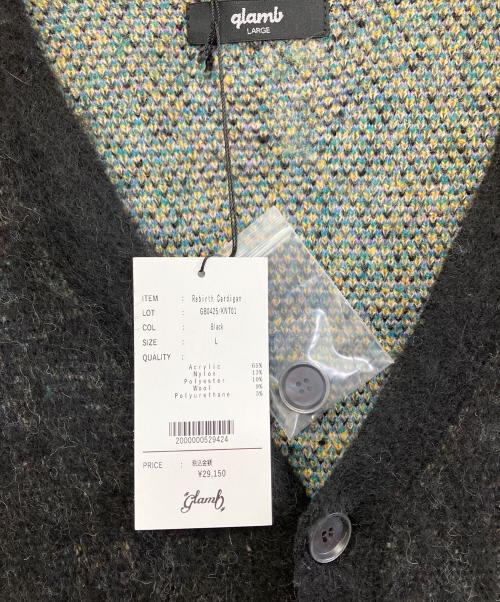 glamb
LARGE
ITEM : Rebirth Cardigan
LOT : GB0425/KNT01
COL : Black
SIZE : L
QUALITY :
Acrylic 65%
Nylon 13%
Polyester 10%
Wool 9%
Polyurethane 3%
2000000529424
PRICE : 税込金額
¥29,150
glamb